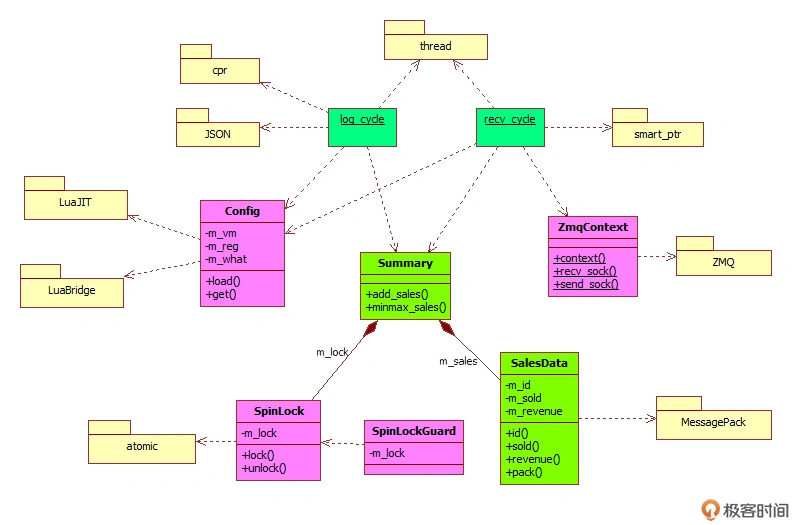 thread
cpr
log_cycle
recv_cycle
JSON
smart_ptr
LuaJIT
Config
-m_vm
-m_reg
-m_what
+load()
+get()
ZmqContext
+context()
+recv_sock()
+send_sock()
ZMQ
LuaBridge
Summary
+add_sales()
+minmax_sales()
m_lock
m_sales
SalesData
-m_id
-m_sold
-m_revenue
+id()
+sold()
+revenue()
+pack()
MessagePack
SpinLock
-m_lock
+lock()
+unlock()
SpinLockGuard
-m_lock
atomic
极客时间